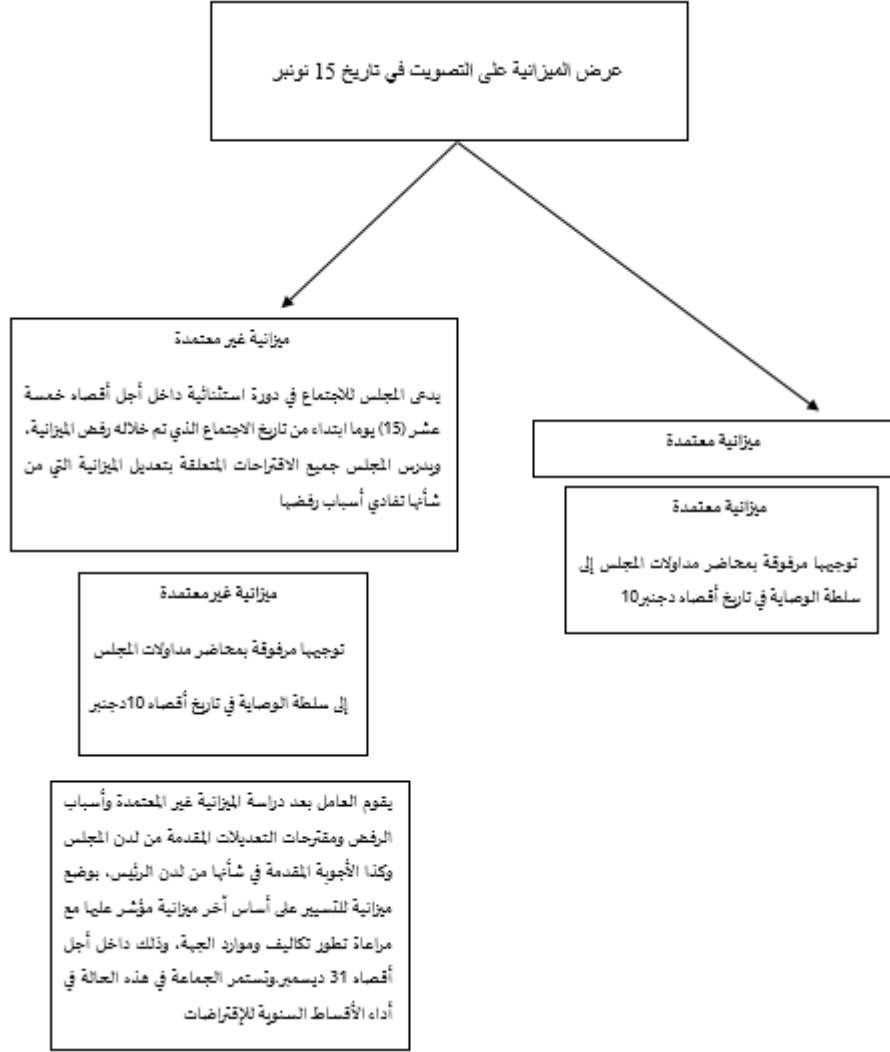 عرض الميزانية على التصويت في تاريخ 15 نونبر
ميزانية معتمدة
ميزانية معتمدة
توجيهها مرفوقة بمحاضر مداولات المجلس إلى
سلطة الوصاية في تاريخ أقصاه دجنبر10
ميزانية غير معتمدة
يدعى المجلس للاجتماع في دورة استثنائية داخل أجل أقصاه خمسة
عشر (15) يوما ابتداء من تاريخ الاجتماع الذي تم خلاله رفض الميزانية،
ويدرس المجلس جميع الاقتراحات المتعلقة بتعديل الميزانية التي من
شأنها تفادي أسباب رفضها
ميزانية غير معتمدة
توجيهها مرفوقة بمحاضر مداولات المجلس
إلى سلطة الوصاية في تاريخ أقصاه 10دجنبر
يقوم العامل بعد دراسة الميزانية غير المعتمدة وأسباب
الرفض ومقترحات التعديلات المقدمة من لدن المجلس
وكذا الأجوبة المقدمة في شأنها من لدن الرئيس، بوضع
ميزانية للتسيير على أساس آخر ميزانية مؤشر عليها مع
مراعاة تطور تكاليف وموارد الجهة، وذلك داخل أجل
أقصاه 31 ديسمبر.وتستمر الجماعة في هذه الحالة في
أداء الأقساط السنوية للإقتراضات